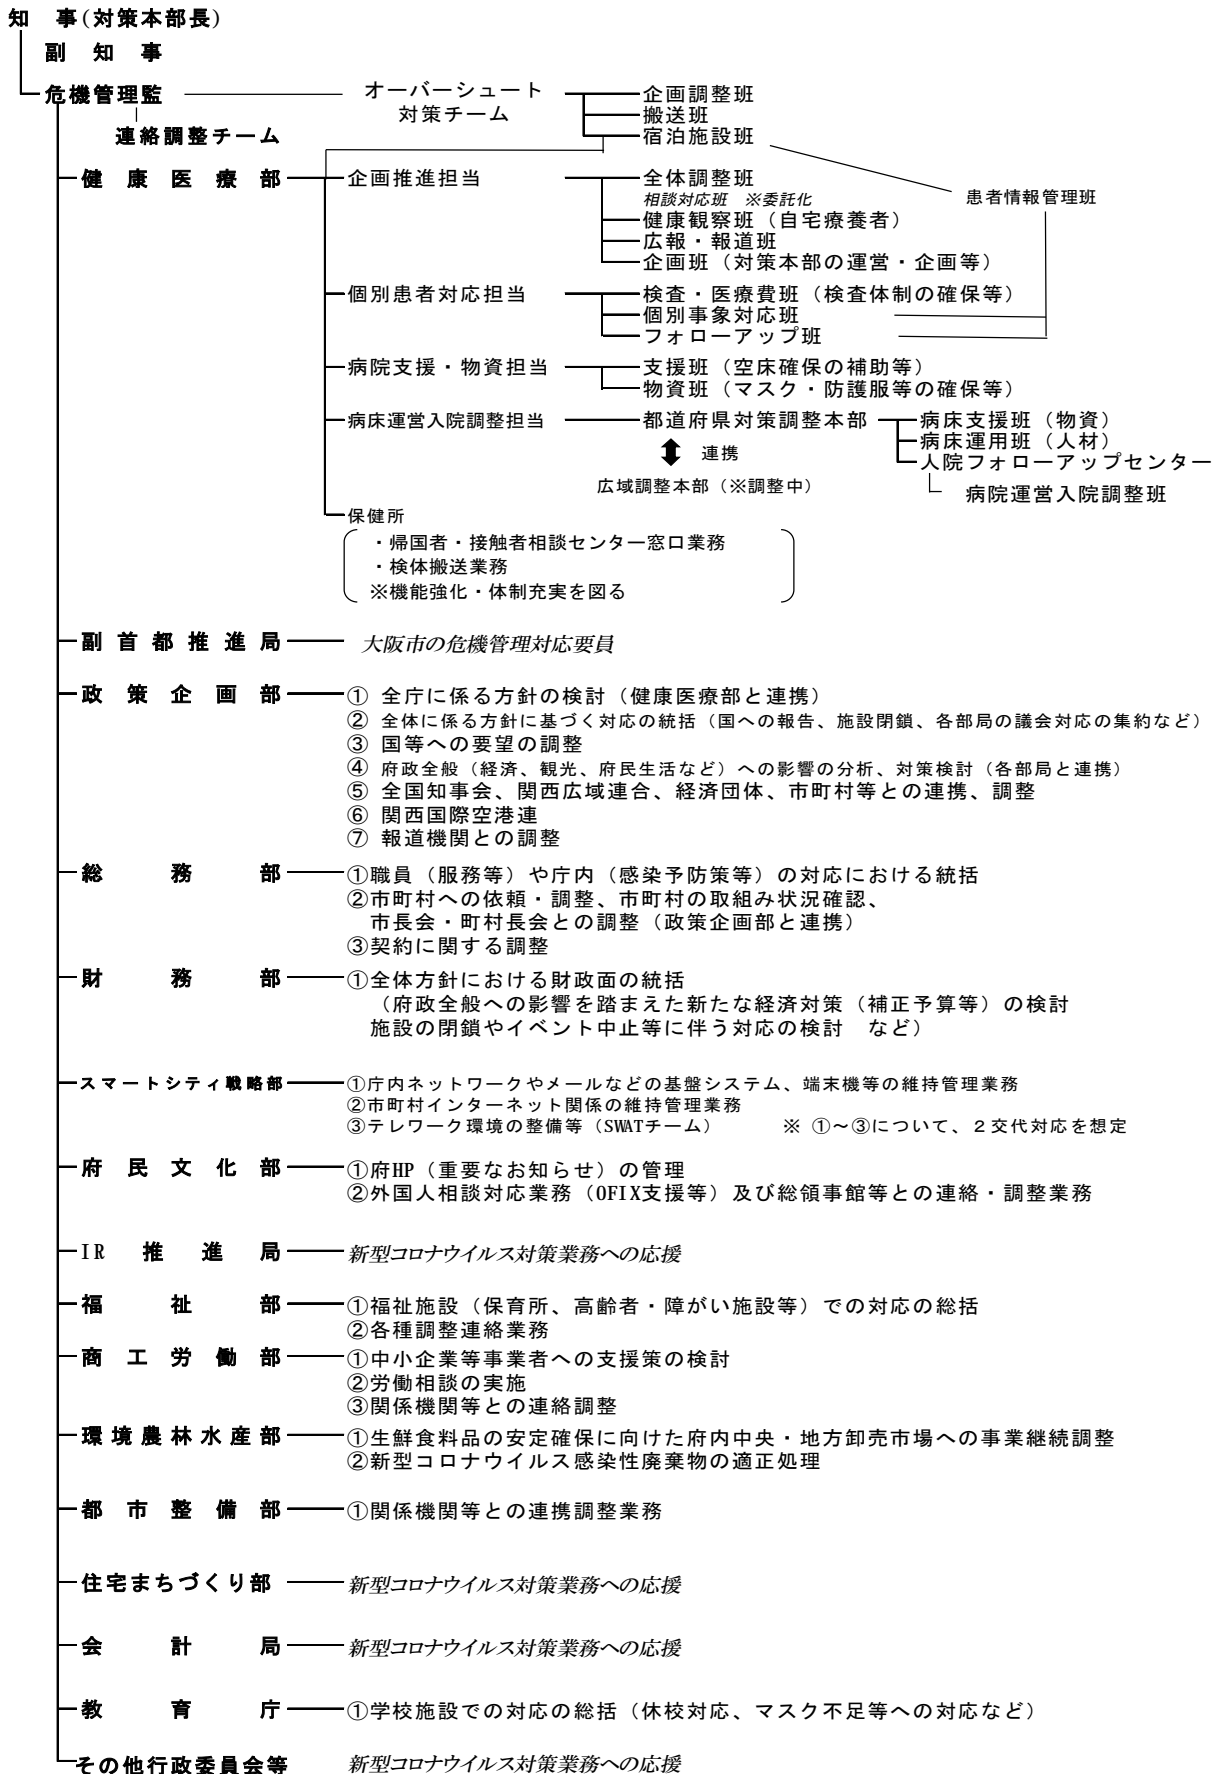 知　事(対策本部長)
副　知　事
危機管理監　オーバーシュート対策チーム　企画調整班
搬送班
連絡調整チーム　宿泊施設班
健康医療部　企画推進担当　全体調整班
相談対応班　※委託化　患者情報管理班
健康観察班（自宅療養者）
広報・報道班
企画班（対策本部の運営・企画等）
個別患者対応担当　検査・医療費班（検査体制の確保等）
個別事象対応班
フォローアップ班
病院支援・物資担当　支援班（空床確保の補助等）
物資班（マスク・防護服等の確保等）
病床運営入院調整担当　都道府県対策調整本部　病床支援班（物資）
病床運用班（人材）
連携　人院フォローアップセンター
広域調整本部（※調整中）　病院運営入院調整班
保健所
・帰国者・接触者相談センター窓口業務
・検体搬送業務
※機能強化・体制充実を図る
副首都推進局　大阪市の危機管理対応要員
政策企画部　① 全庁に係る方針の検討（健康医療部と連携）
② 全体に係る方針に基づく対応の統括（国への報告、施設閉鎖、各部局の議会対応の集約など）
③ 国等への要望の調整
④ 府政全般（経済、観光、府民生活など）への影響の分析、対策検討（各部局と連携）
⑤ 全国知事会、関西広域連合、経済団体、市町村等との連携、調整
⑥ 関西国際空港連
⑦ 報道機関との調整
総務部　①職員（服務等）や庁内（感染予防策等）の対応における統括
②市町村への依頼・調整、市町村の取組み状況確認、
市長会・町村長会との調整（政策企画部と連携）
③契約に関する調整
財務部　①全体方針における財政面の統括
（府政全般への影響を踏まえた新たな経済対策（補正予算等）の検討
施設の閉鎖やイベント中止等に伴う対応の検討　など）
スマートシティ戦略部　①庁内ネットワークやメールなどの基盤システム、端末機等の維持管理業務
②市町村インターネット関係の維持管理業務
③テレワーク環境の整備等（SWATチーム）　※ ①～③について、２交代対応を想定
府民文化部　①府HP（重要なお知らせ）の管理
②外国人相談対応業務（OFIX支援等）及び総領事館等との連絡・調整業務
IR推進局　新型コロナウイルス対策業務への応援
福祉部　①福祉施設（保育所、高齢者・障がい施設等）での対応の総括
②各種調整連絡業務
商工労働部　①中小企業等事業者への支援策の検討
②労働相談の実施
③関係機関等との連絡調整
環境農林水産部　①生鮮食料品の安定確保に向けた府内中央・地方卸売市場への事業継続調整
②新型コロナウイルス感染性廃棄物の適正処理
都市整備部　①関係機関等との連携調整業務
住宅まちづくり部　新型コロナウイルス対策業務への応援
会計局　新型コロナウイルス対策業務への応援
教育庁　①学校施設での対応の総括（休校対応、マスク不足等への対応など）
その他行政委員会等　新型コロナウイルス対策業務への応援